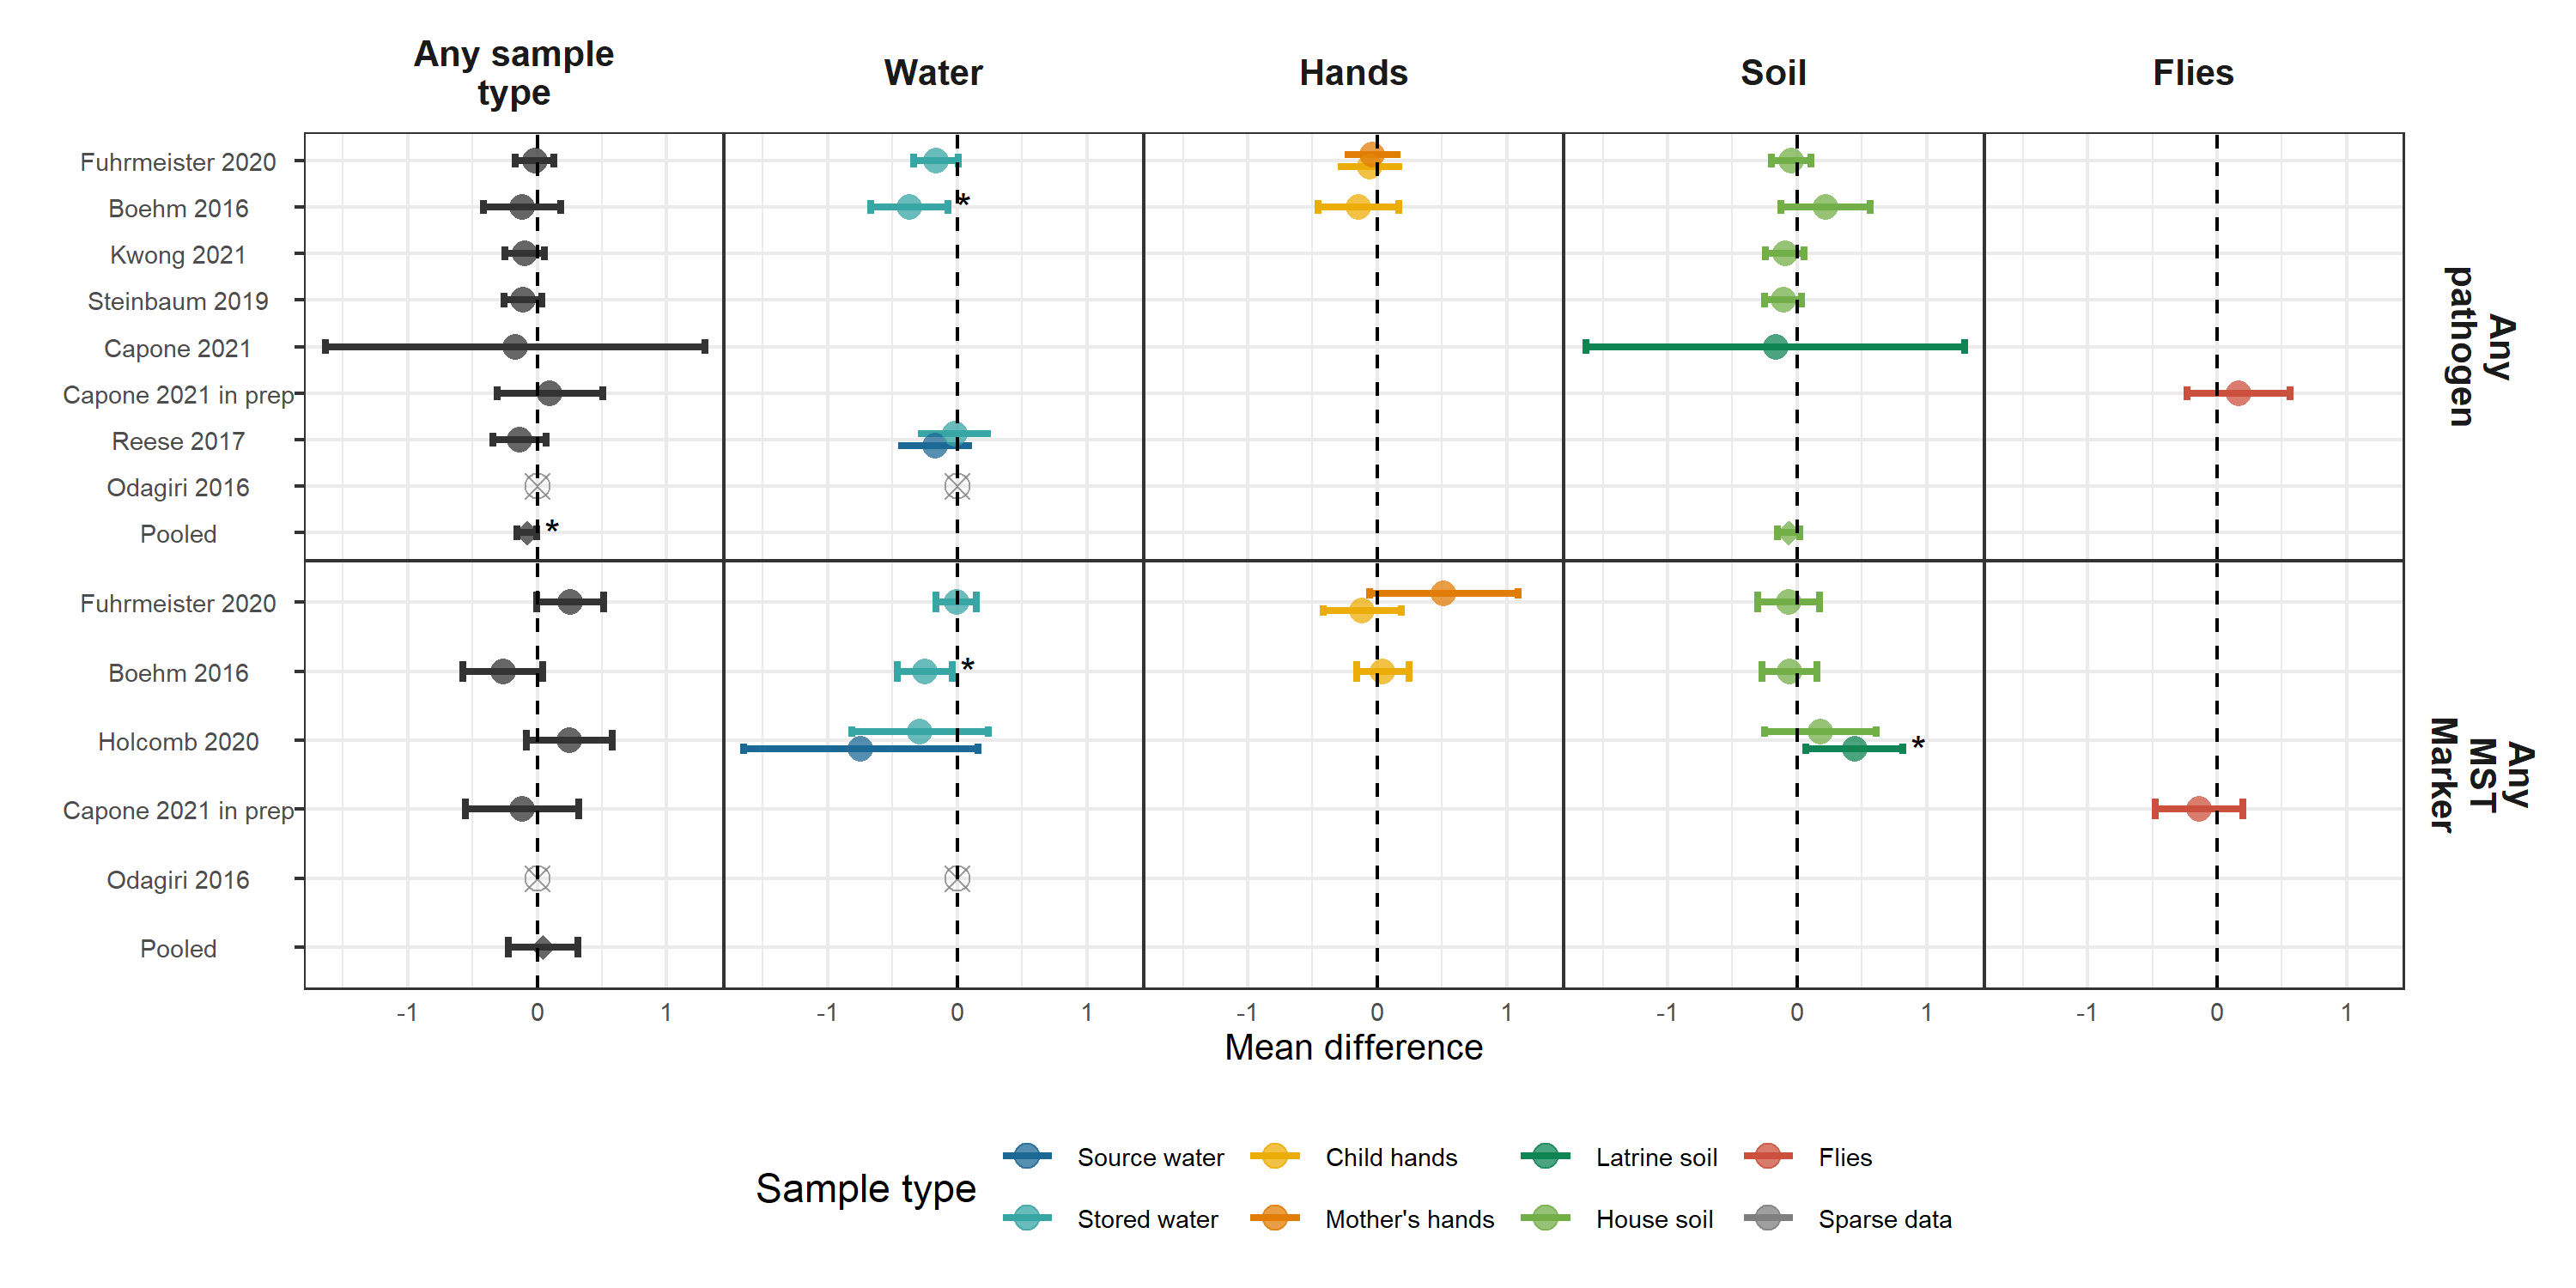 Any sample
type
Water
Hands
Soil
Flies
Fuhrmeister 2020
Boehm 2016
*
Kwong 2021
Steinbaum 2019
Capone 2021
Capone 2021 in prep
Reese 2017
Odagiri 2016
Pooled
*
Any
pathogen
Fuhrmeister 2020
Boehm 2016
*
Holcomb 2020
*
Capone 2021 in prep
Odagiri 2016
Pooled
Any
MST
Marker
-1 0 1 -1 0 1 -1 0 1 -1 0 1 -1 0 1
Mean difference
Sample type
Source water Child hands Latrine soil Flies
Stored water Mother's hands House soil Sparse data